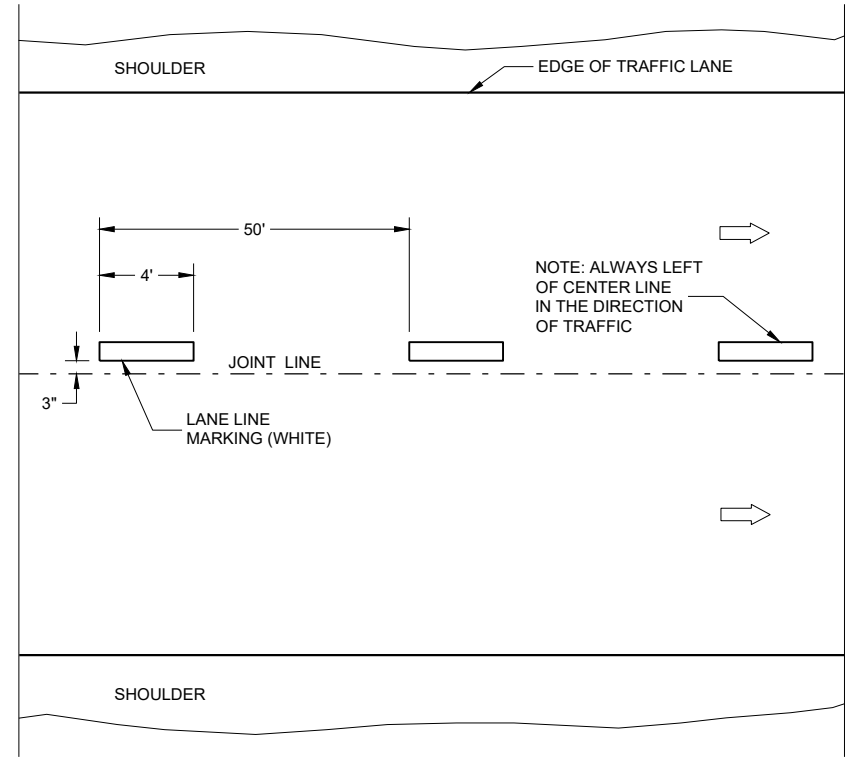 SHOULDER
EDGE OF TRAFFIC LANE
50'
4'
NOTE: ALWAYS LEFT
OF CENTER LINE
IN THE DIRECTION
OF TRAFFIC
JOINT LINE
3"
LANE LINE
MARKING (WHITE)
SHOULDER